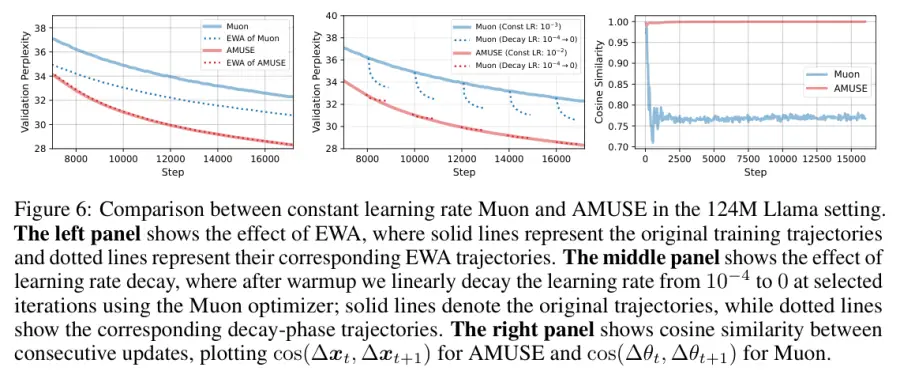 38
36
34
32
30
28
8000
10000
12000
14000
16000
Step
Validation Perplexity
Muon
EWA of Muon
AMUSE
EWA of AMUSE
40
38
36
34
32
30
28
8000
10000
12000
14000
16000
Step
Validation Perplexity
Muon (Const LR: 10⁻³)
Muon (Decay LR: 10⁻⁴→0)
AMUSE (Const LR: 10⁻²)
Muon (Decay LR: 10⁻⁴→0)
1.00
0.95
0.90
0.85
0.80
0.75
0.70
0
2500
5000
7500
10000
12500
15000
Step
Cosine Similarity
Muon
AMUSE
Figure 6: Comparison between constant learning rate Muon and AMUSE in the 124M Llama setting.
The left panel shows the effect of EWA, where solid lines represent the original training trajectories
and dotted lines represent their corresponding EWA trajectories. The middle panel shows the effect of
learning rate decay, where after warmup we linearly decay the learning rate from 10⁻⁴ to 0 at selected
iterations using the Muon optimizer; solid lines denote the original trajectories, while dotted lines
show the corresponding decay-phase trajectories. The right panel shows cosine similarity between
consecutive updates, plotting cos(Δxₜ, Δxₜ₊₁) for AMUSE and cos(Δθₜ, Δθₜ₊₁) for Muon.